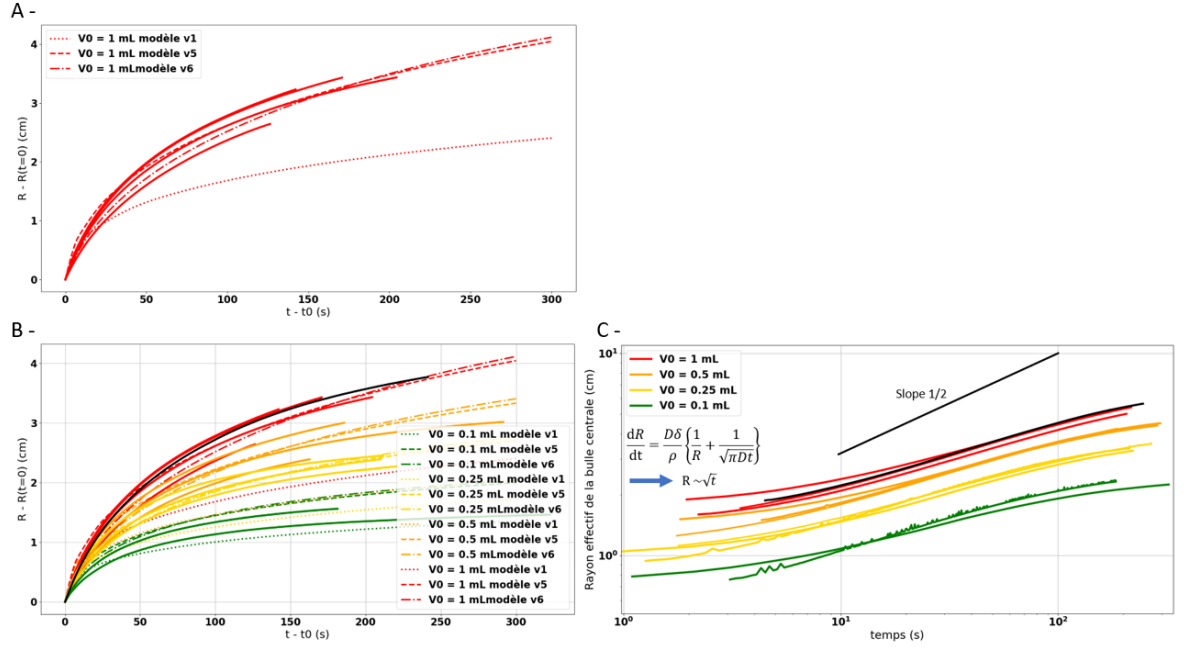 A -
V0 = 1 mL modèle v1
V0 = 1 mL modèle v5
V0 = 1 mLmodèle v6
R - R(t=0) (cm)
4
3
2
1
0
0 50 100 150 200 250 300
t - t0 (s)
B -
R - R(t=0) (cm)
4
3
2
1
0
V0 = 0.1 mL modèle v1
V0 = 0.1 mL modèle v5
V0 = 0.1 mLmodèle v6
V0 = 0.25 mL modèle v1
V0 = 0.25 mL modèle v5
V0 = 0.25 mLmodèle v6
V0 = 0.5 mL modèle v1
V0 = 0.5 mL modèle v5
V0 = 0.5 mLmodèle v6
V0 = 1 mL modèle v1
V0 = 1 mL modèle v5
V0 = 1 mLmodèle v6
0 50 100 150 200 250 300
t - t0 (s)
C -
Rayon effectif de la bulle centrale (cm)
10¹
10⁰
V0 = 1 mL
V0 = 0.5 mL
V0 = 0.25 mL
V0 = 0.1 mL
Slope 1/2
dR/dt = Dδ/ρ {1/R + 1/√(πDt)}
R ~√t
10⁰ 10¹ 10²
temps (s)